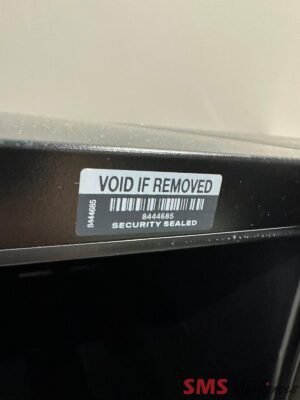 VOID IF REMOVED
8444685
8444685
SECURITY SEALED
SMS